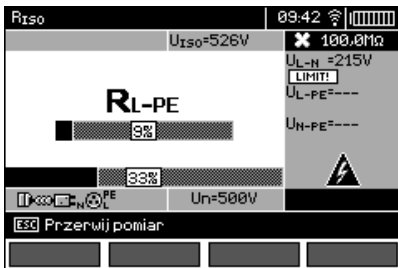 RISO 09:42
UISO=526V ✖ 100.0MΩ
UL-N =215V
LIMIT!
UL-PE=---
RL-PE
UN-PE=---
9%
33%
N L PE Un=500V
ESC Przerwij pomiar